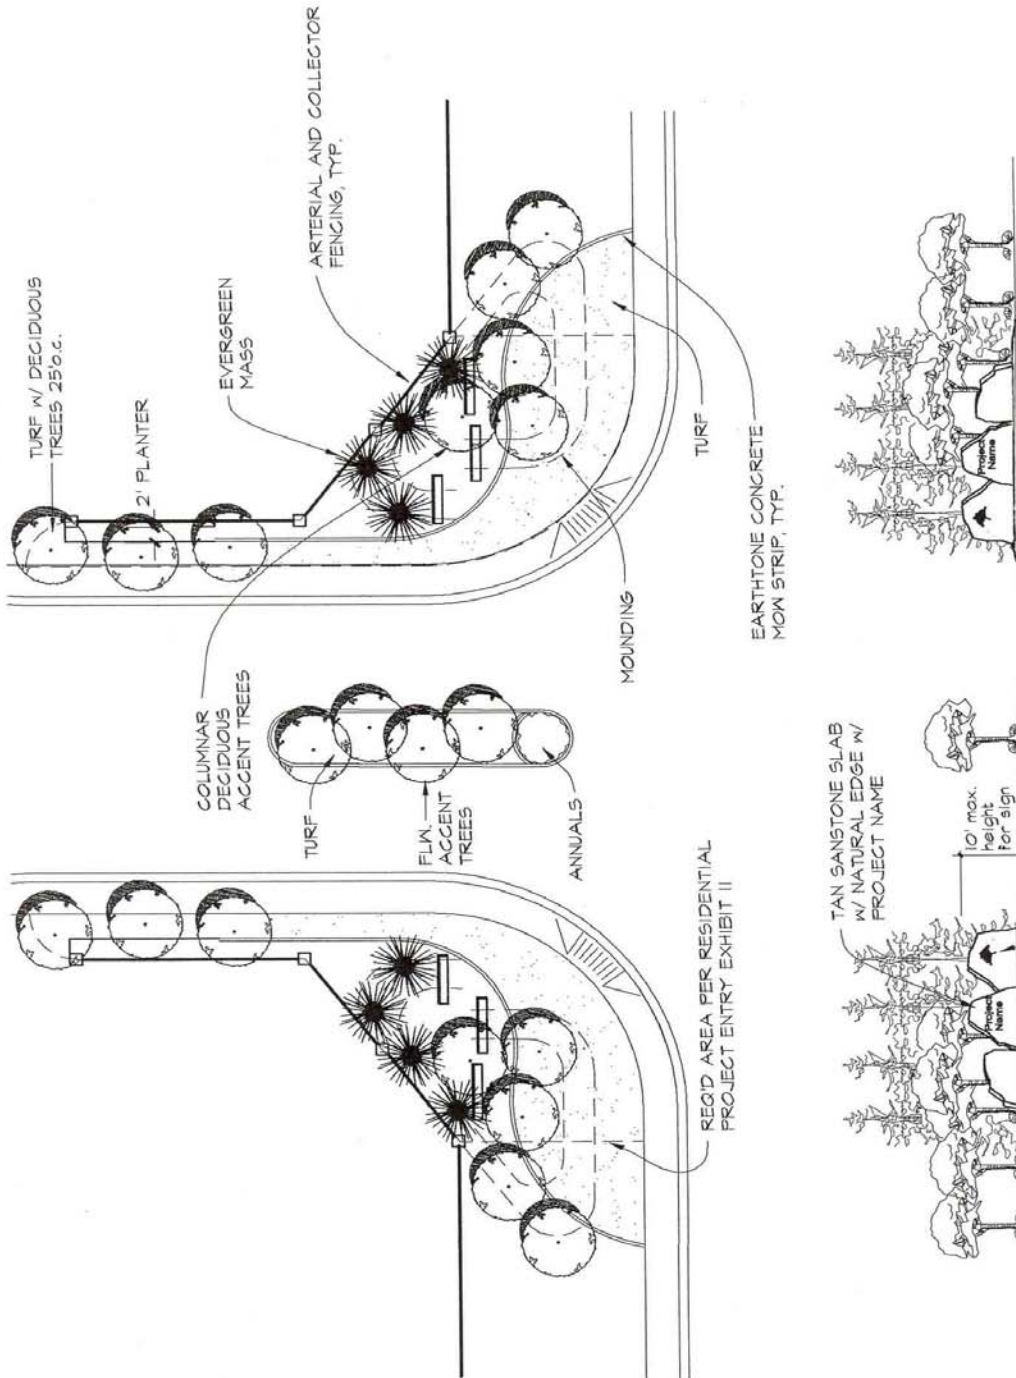 TURF W/ DECIDUOUS
TREES 25'o.c.
2' PLANTER
EVERGREEN
MASS
ARTERIAL AND COLLECTOR
FENCING, TYP.
COLUMNAR
DECIDUOUS
ACCENT TREES
TURF
FLW.
ACCENT
TREES
ANNUALS
MOUNDING
TURF
EARTHTONE CONCRETE
MOW STRIP, TYP.
REQ'D AREA PER RESIDENTIAL
PROJECT ENTRY EXHIBIT 11
TAN SANSTONE SLAB
W/ NATURAL EDGE W/
PROJECT NAME
10' max.
height
for sign
Project
Name
Project
Name